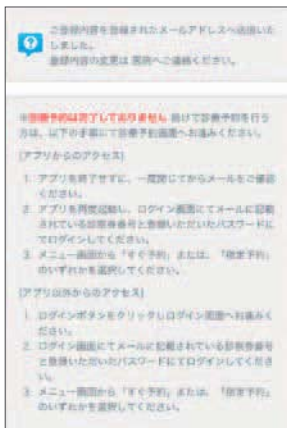 ご登録内容を登録されたメールアドレスへ送信いた
しました。
登録内容の変更は 医院へご連絡ください。
※診療予約は完了しておりません 続けて診療予約を行う
方は、以下の手順にて診療予約画面へお進みください。
[アプリからのアクセス]
1. アプリを終了せずに、一度閉じてからメールをご確認
ください。
2. アプリを再度起動し、ログイン画面にてメールに記載
されている診察券番号と登録いただいたパスワードに
てログインしてください。
3. メニュー画面から「すぐ予約」または、「指定予約」
のいずれかを選択してください。
[アプリ以外からのアクセス]
1. ログインボタンをクリックしログイン画面へお進みく
ださい。
2. ログイン画面にてメールに記載されている診察券番号
と登録いただいたパスワードにてログインしてくださ
い。
3. メニュー画面から「すぐ予約」または、「指定予約」
のいずれかを選択してください。